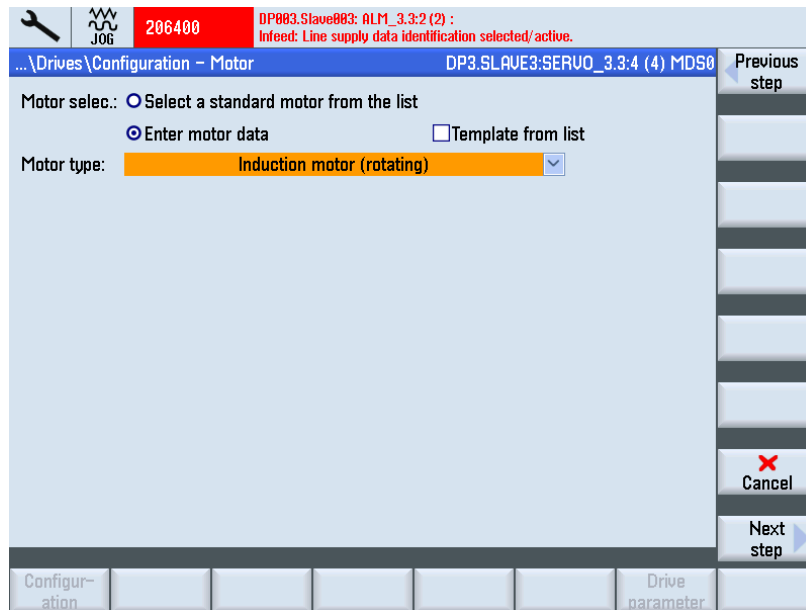 JOG
206400
DP003.Slave003: ALM_3.3:2 (2) :
Infeed: Line supply data identification selected/active.
...\Drives\Configuration - Motor
DP3.SLAVE3:SERVO_3.3:4 (4) MDS0
Previous
step
Motor selec.: Select a standard motor from the list
Enter motor data
Template from list
Motor type:
Induction motor (rotating)
Cancel
Next
step
Configur-
ation
Drive
parameter